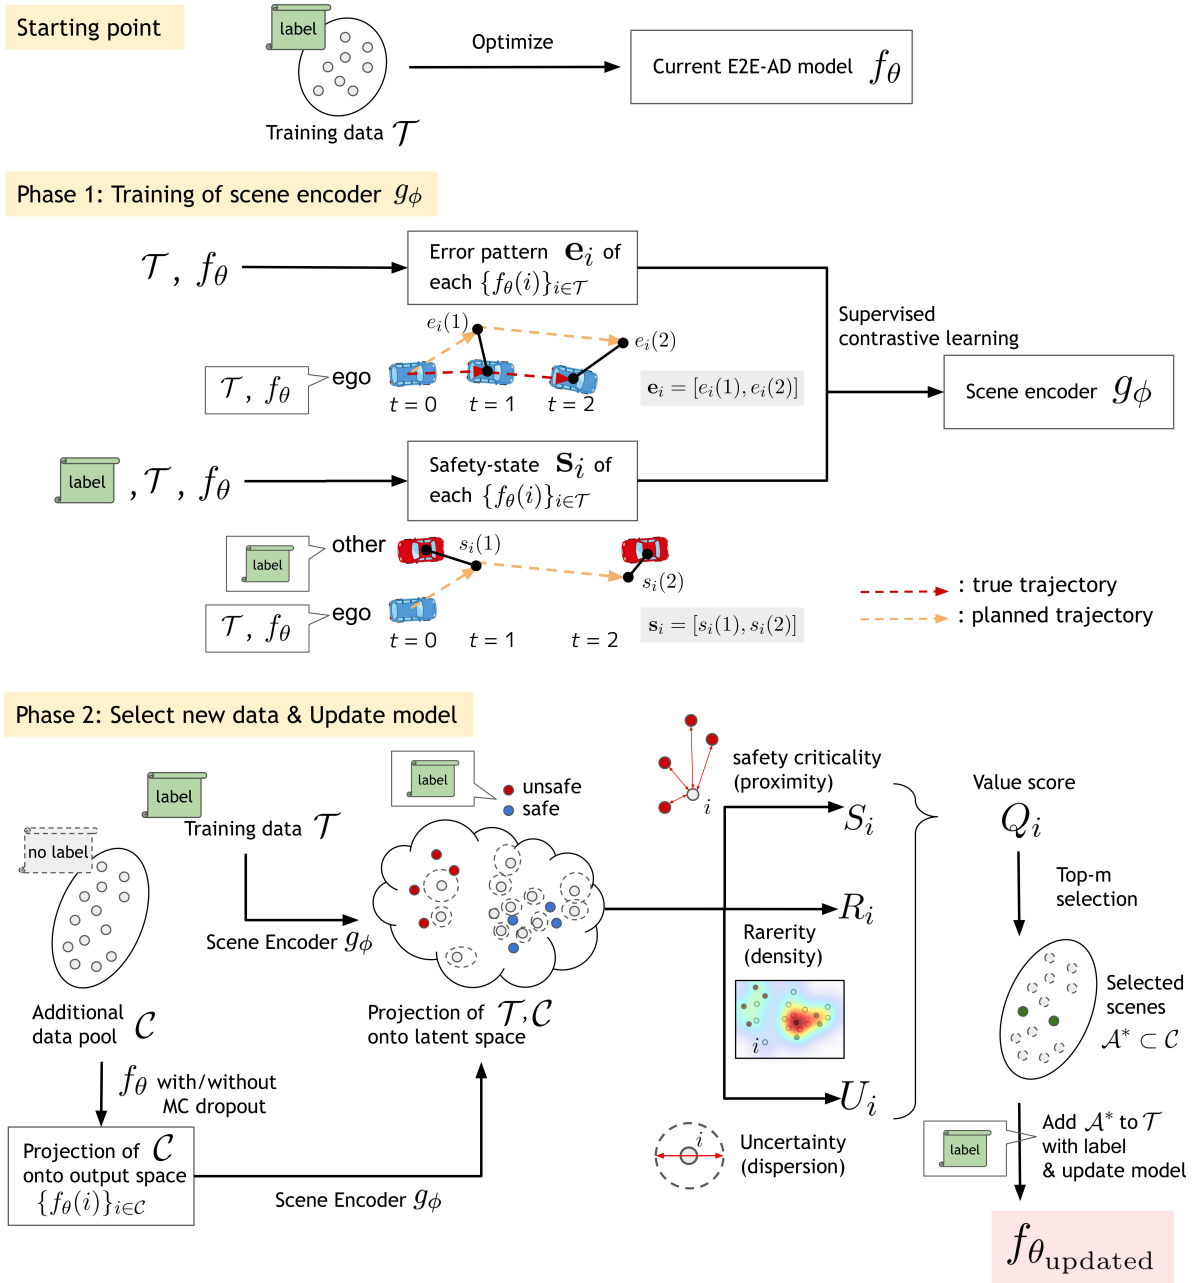 Starting point
label
Optimize
Current E2E-AD model f_θ
Training data 𝒯
Phase 1: Training of scene encoder g_ϕ
𝒯 , f_θ
Error pattern e_i of
each {f_θ(i)}_{i∈𝒯}
Supervised
contrastive learning
e_i(1)
e_i(2)
𝒯 , f_θ
ego
t = 0
t = 1
t = 2
e_i = [e_i(1), e_i(2)]
Scene encoder g_ϕ
label
, 𝒯 , f_θ
Safety-state s_i of
each {f_θ(i)}_{i∈𝒯}
label
other
s_i(1)
s_i(2)
𝒯 , f_θ
ego
t = 0
t = 1
t = 2
s_i = [s_i(1), s_i(2)]
: true trajectory
: planned trajectory
Phase 2: Select new data & Update model
label
Training data 𝒯
no label
label
unsafe
safe
Scene Encoder g_ϕ
Additional
data pool 𝒞
Projection of 𝒯, 𝒞
onto latent space
f_θ with/without
MC dropout
Projection of 𝒞
onto output space
{f_θ(i)}_{i∈𝒞}
Scene Encoder g_ϕ
i
safety criticality
(proximity)
S_i
R_i
Rarerity
(density)
i
U_i
i
Uncertainty
(dispersion)
Value score
Q_i
Top-m
selection
Selected
scenes
𝒜* ⊂ 𝒞
label
Add 𝒜* to 𝒯
with label
& update model
f_{θ_updated}